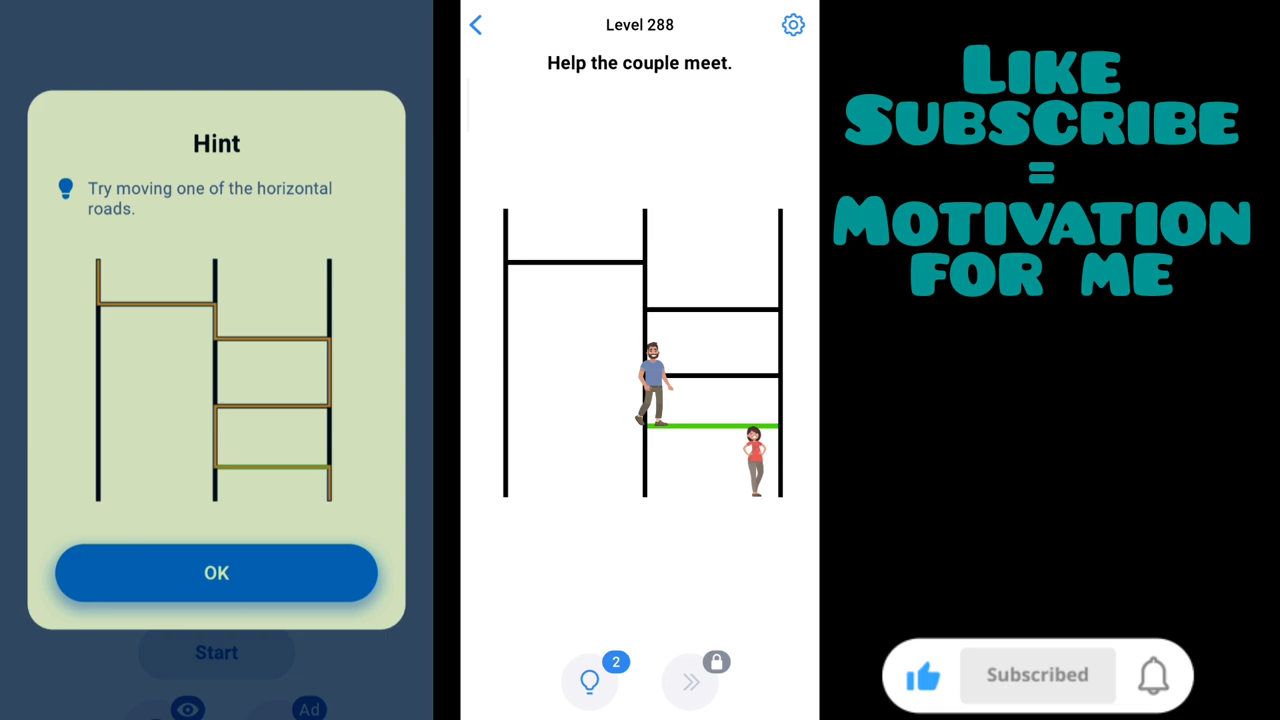 Hint
Try moving one of the horizontal
roads.
OK
Start
Ad
Level 288
Help the couple meet.
2
LIKE
SUBSCRIBE
=
MOTIVATION
FOR ME
Subscribed